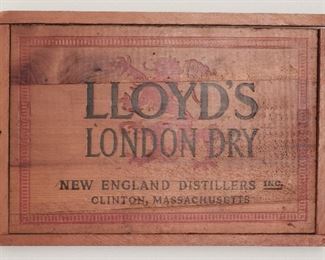 LLOYD'S
LONDON DRY
NEW ENGLAND DISTILLERS INC.
CLINTON, MASSACHUSETTS